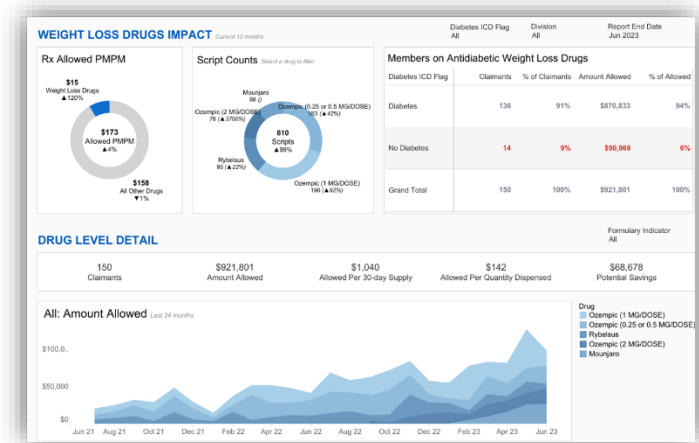 WEIGHT LOSS DRUGS IMPACT Current 12 months
Diabetes ICD Flag
All
Division
All
Report End Date
Jun 2023
Rx Allowed PMPM
$15
Weight Loss Drugs
▲120%
$173
Allowed PMPM
▲4%
$158
All Other Drugs
▼1%
Script Counts Select a drug to filter
Mounjaro
68 ()
Ozempic (2 MG/DOSE)
76 (▲3700%)
Ozempic (0.25 or 0.5 MG/DOSE)
183 (▲42%)
610
Scripts
▲99%
Rybelsus
93 (▲22%)
Ozempic (1 MG/DOSE)
190 (▲92%)
Members on Antidiabetic Weight Loss Drugs
Diabetes ICD Flag Claimants % of Claimants Amount Allowed % of Allowed
Diabetes 136 91% $870,833 94%
No Diabetes 14 9% $50,968 6%
Grand Total 150 100% $921,801 100%
DRUG LEVEL DETAIL
Formulary Indicator
All
150
Claimants
$921,801
Amount Allowed
$1,040
Allowed Per 30-day Supply
$142
Allowed Per Quantity Dispensed
$68,678
Potential Savings
All: Amount Allowed Last 24 months
$100,0..
$50,000
$0
Jun 21 Aug 21 Oct 21 Dec 21 Feb 22 Apr 22 Jun 22 Aug 22 Oct 22 Dec 22 Feb 23 Apr 23 Jun 23
Drug
Ozempic (1 MG/DOSE)
Ozempic (0.25 or 0.5 MG/DOSE)
Rybelsus
Ozempic (2 MG/DOSE)
Mounjaro